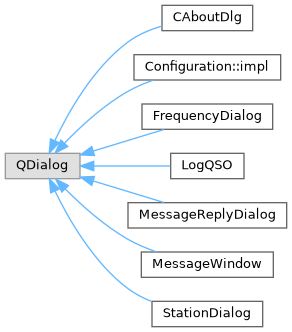 CAboutDlg
Configuration::impl
FrequencyDialog
QDialog
LogQSO
MessageReplyDialog
MessageWindow
StationDialog